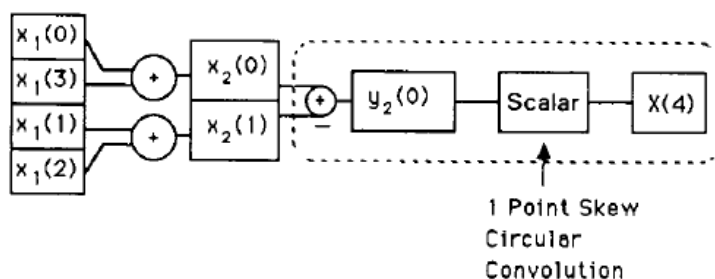 x₁(0)
x₁(3)
x₁(1)
x₁(2)
+
+
x₂(0)
x₂(1)
+
−
y₂(0)
Scalar
X(4)
1 Point Skew
Circular
Convolution